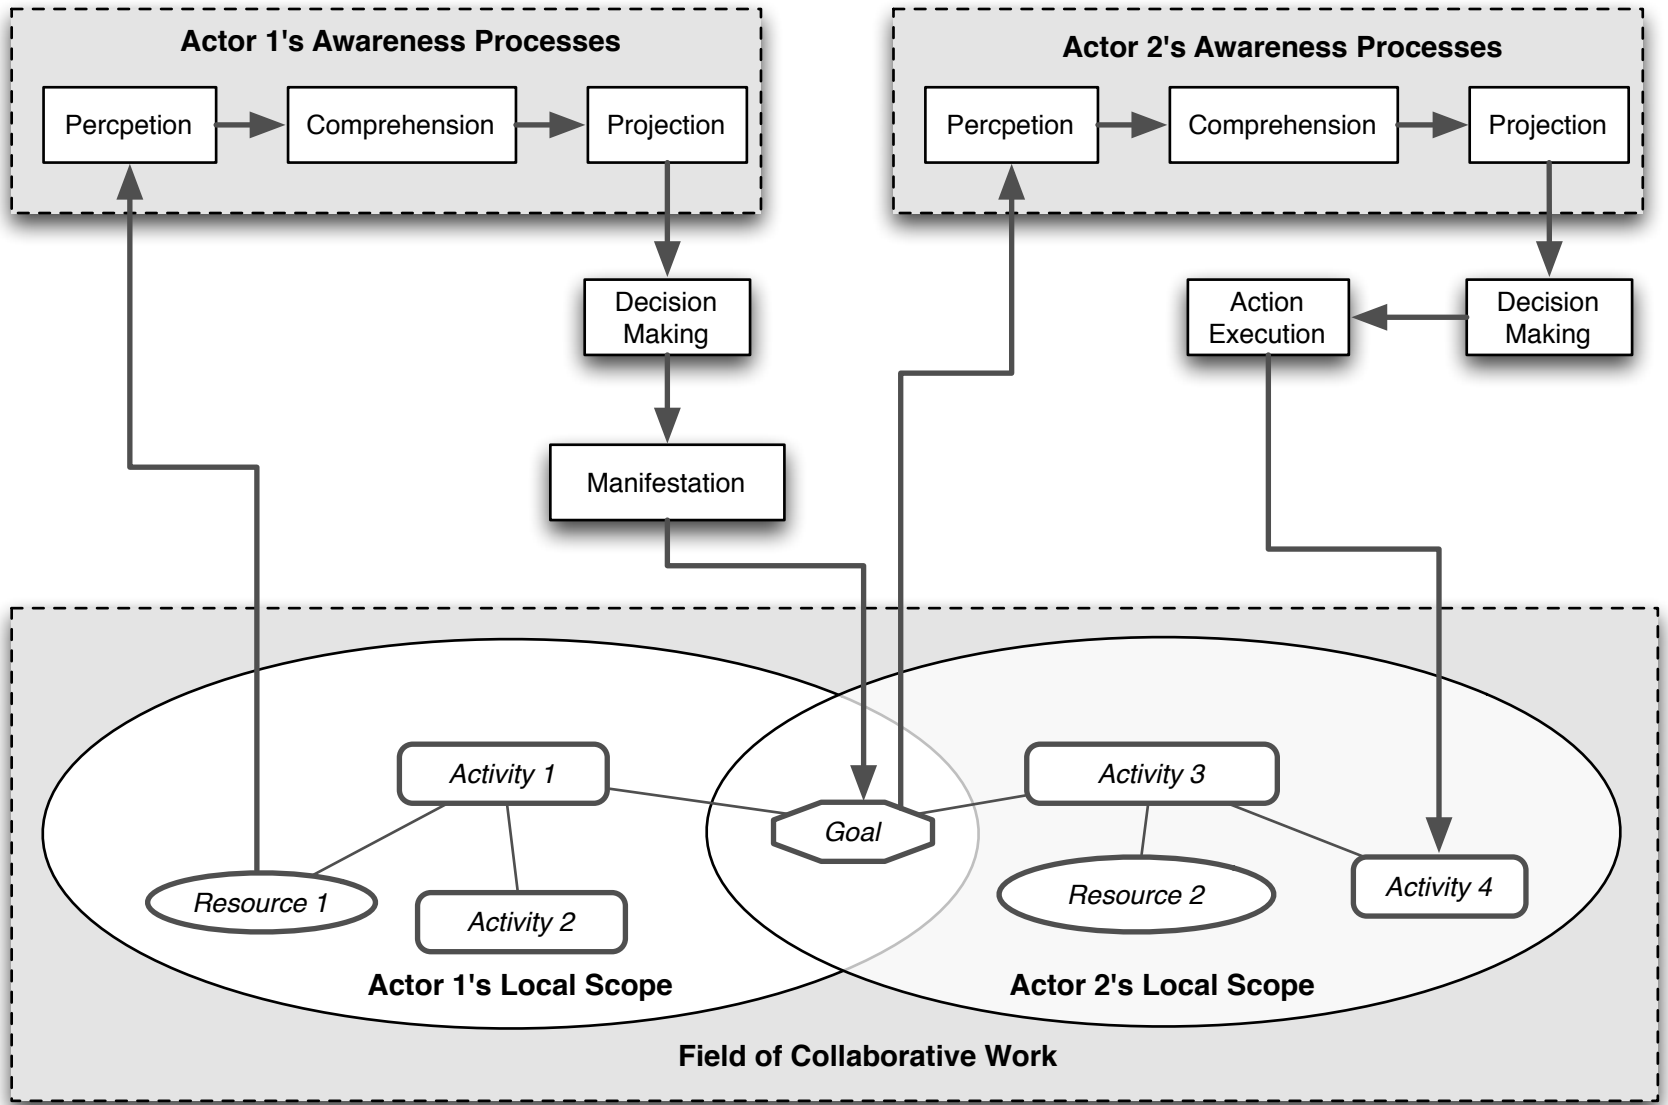 Actor 1's Awareness Processes
Percpetion
Comprehension
Projection
Decision
Making
Manifestation
Actor 2's Awareness Processes
Percpetion
Comprehension
Projection
Action
Execution
Decision
Making
Activity 1
Resource 1
Activity 2
Goal
Activity 3
Resource 2
Activity 4
Actor 1's Local Scope
Actor 2's Local Scope
Field of Collaborative Work